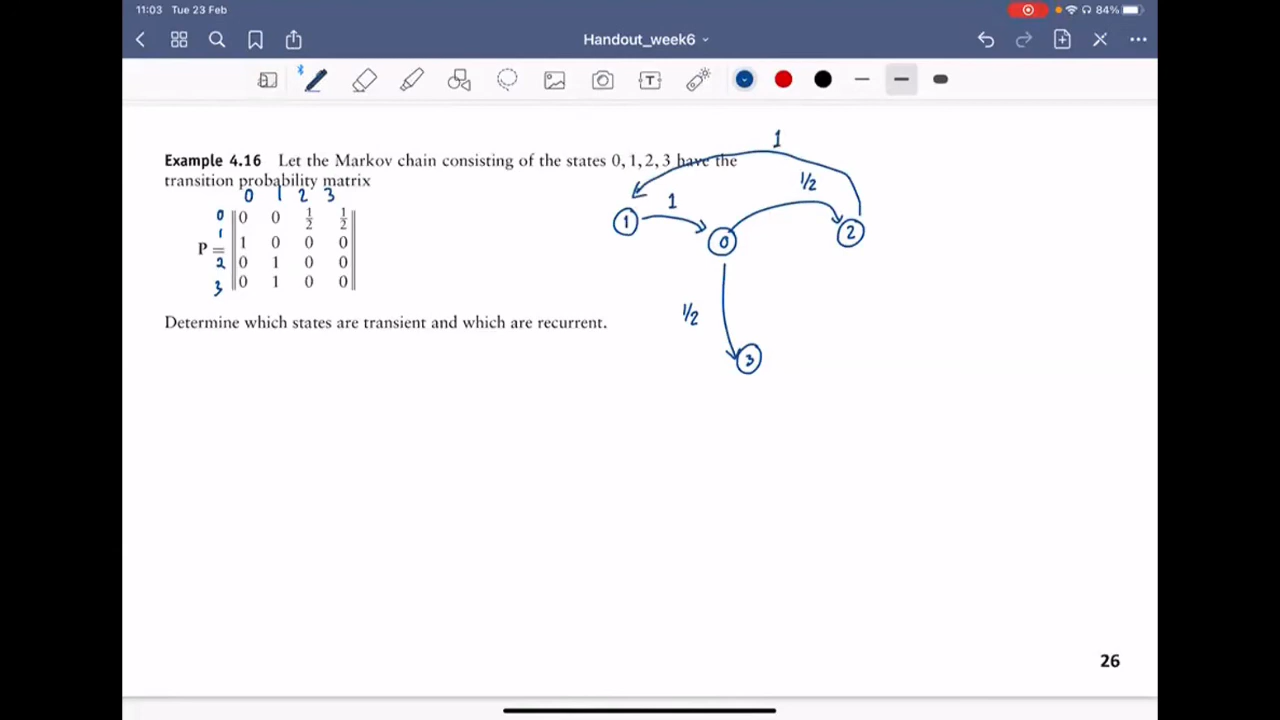 11:03 Tue 23 Feb
84%
Handout_week6
T
Example 4.16 Let the Markov chain consisting of the states 0, 1, 2, 3 have the
transition probability matrix
0 1 2 3
0 0 0 1/2 1/2
1 1 0 0 0
P =
2 0 1 0 0
3 0 1 0 0
Determine which states are transient and which are recurrent.
1
1/2
1
1
0
2
1/2
3
26